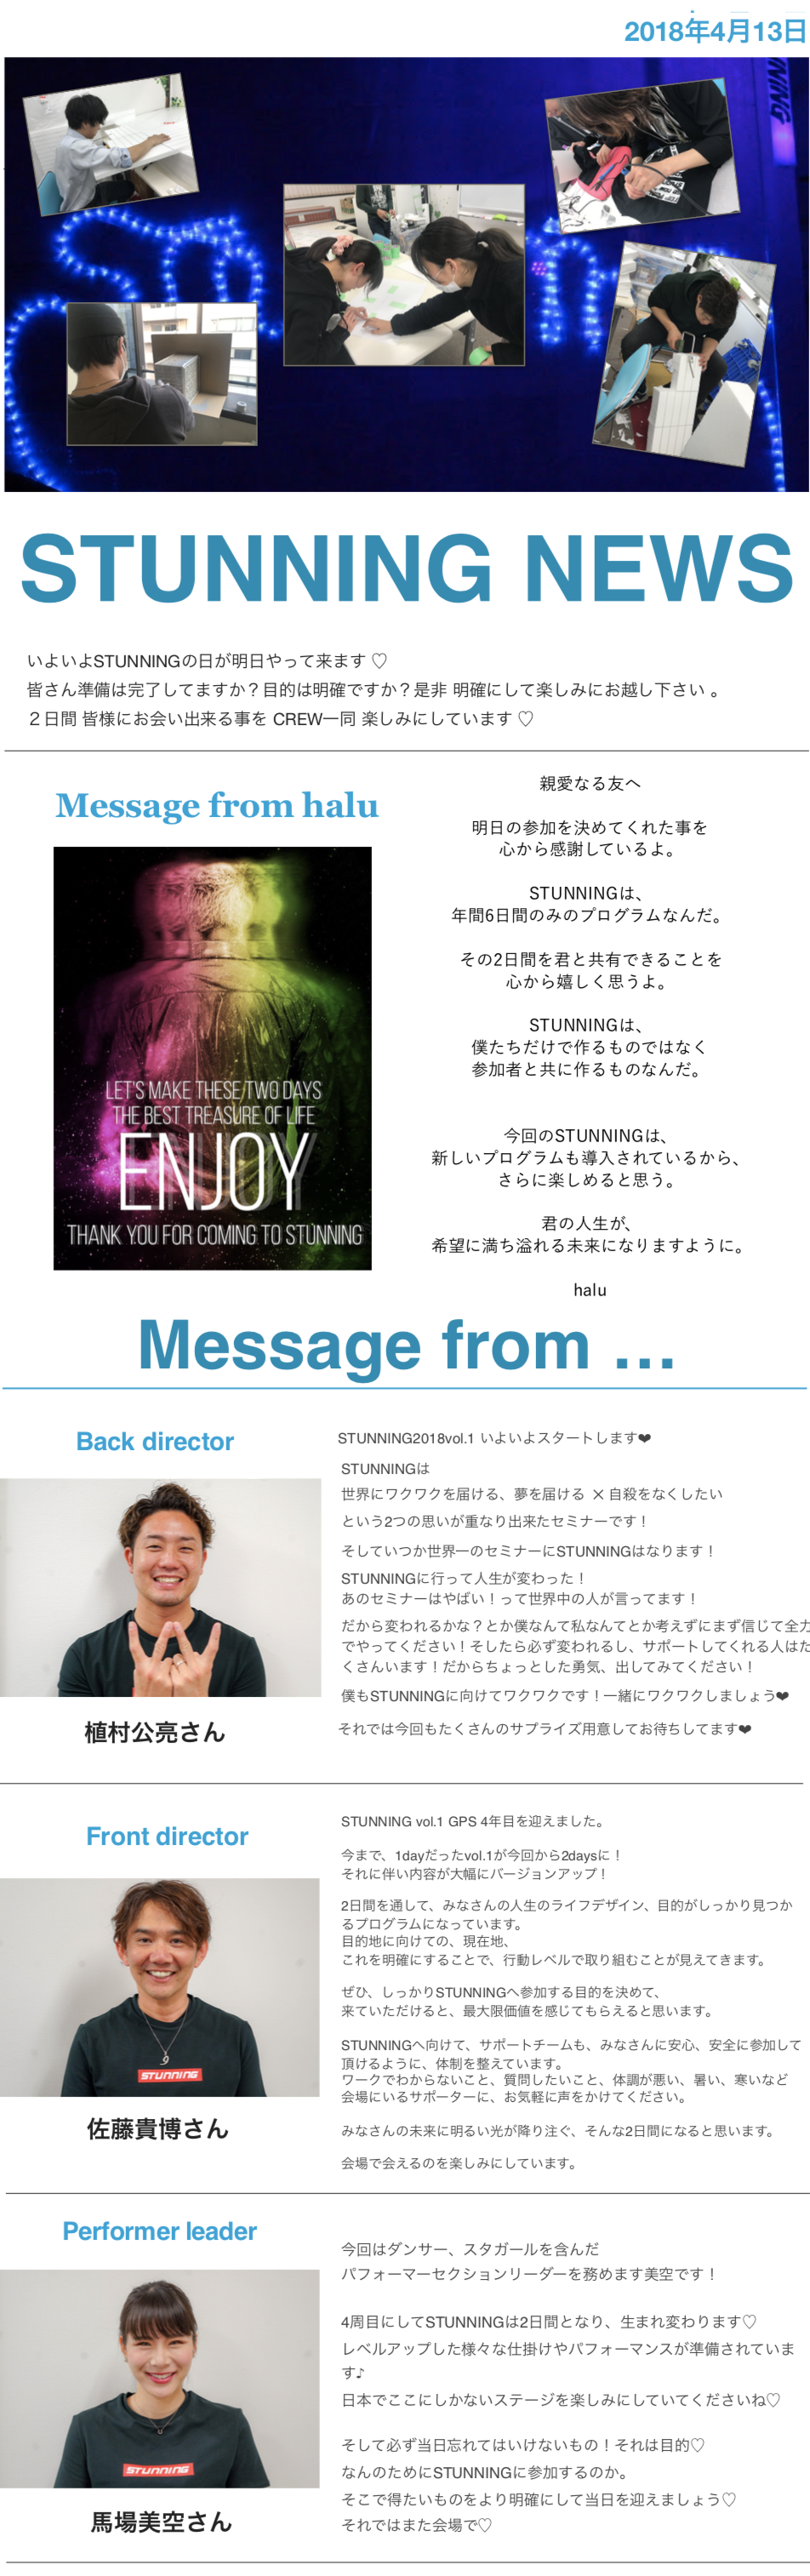 2018年4月13日
STUNNING NEWS
いよいよSTUNNINGの日が明日やって来ます ♡
皆さん準備は完了してますか？目的は明確ですか？是非 明確にして楽しみにお越し下さい 。
２日間 皆様にお会い出来る事を CREW一同 楽しみにしています ♡
Message from halu
LET'S MAKE THESE TWO DAYS
THE BEST TREASURE OF LIFE
ENJOY
THANK YOU FOR COMING TO STUNNING
親愛なる友へ
明日の参加を決めてくれた事を
心から感謝しているよ。
STUNNINGは、
年間6日間のみのプログラムなんだ。
その2日間を君と共有できることを
心から嬉しく思うよ。
STUNNINGは、
僕たちだけで作るものではなく
参加者と共に作るものなんだ。
今回のSTUNNINGは、
新しいプログラムも導入されているから、
さらに楽しめると思う。
君の人生が、
希望に満ち溢れる未来になりますように。
halu
Message from …
Back director
植村公亮さん
STUNNING2018vol.1 いよいよスタートします❤
STUNNINGは
世界にワクワクを届ける、夢を届ける × 自殺をなくしたい
という2つの思いが重なり出来たセミナーです！
そしていつか世界一のセミナーにSTUNNINGはなります！
STUNNINGに行って人生が変わった！
あのセミナーはやばい！って世界中の人が言ってます！
だから変われるかな？とか僕なんて私なんてとか考えずにまず信じて全力
でやってください！そしたら必ず変われるし、サポートしてくれる人はた
くさんいます！だからちょっとした勇気、出してみてください！
僕もSTUNNINGに向けてワクワクです！一緒にワクワクしましょう❤
それでは今回もたくさんのサプライズ用意してお待ちしてます❤
Front director
STUNNING
佐藤貴博さん
STUNNING vol.1 GPS 4年目を迎えました。
今まで、1dayだったvol.1が今回から2daysに！
それに伴い内容が大幅にバージョンアップ！
2日間を通して、みなさんの人生のライフデザイン、目的がしっかり見つか
るプログラムになっています。
目的地に向けての、現在地、
これを明確にすることで、行動レベルで取り組むことが見えてきます。
ぜひ、しっかりSTUNNINGへ参加する目的を決めて、
来ていただけると、最大限価値を感じてもらえると思います。
STUNNINGへ向けて、サポートチームも、みなさんに安心、安全に参加して
頂けるように、体制を整えています。
ワークでわからないこと、質問したいこと、体調が悪い、暑い、寒いなど
会場にいるサポーターに、お気軽に声をかけてください。
みなさんの未来に明るい光が降り注ぐ、そんな2日間になると思います。
会場で会えるのを楽しみにしています。
Performer leader
STUNNING
馬場美空さん
今回はダンサー、スタガールを含んだ
パフォーマーセクションリーダーを務めます美空です！
4周目にしてSTUNNINGは2日間となり、生まれ変わります♡
レベルアップした様々な仕掛けやパフォーマンスが準備されていま
す♪
日本でここにしかないステージを楽しみにしていてくださいね♡
そして必ず当日忘れてはいけないもの！それは目的♡
なんのためにSTUNNINGに参加するのか。
そこで得たいものをより明確にして当日を迎えましょう♡
それではまた会場で♡